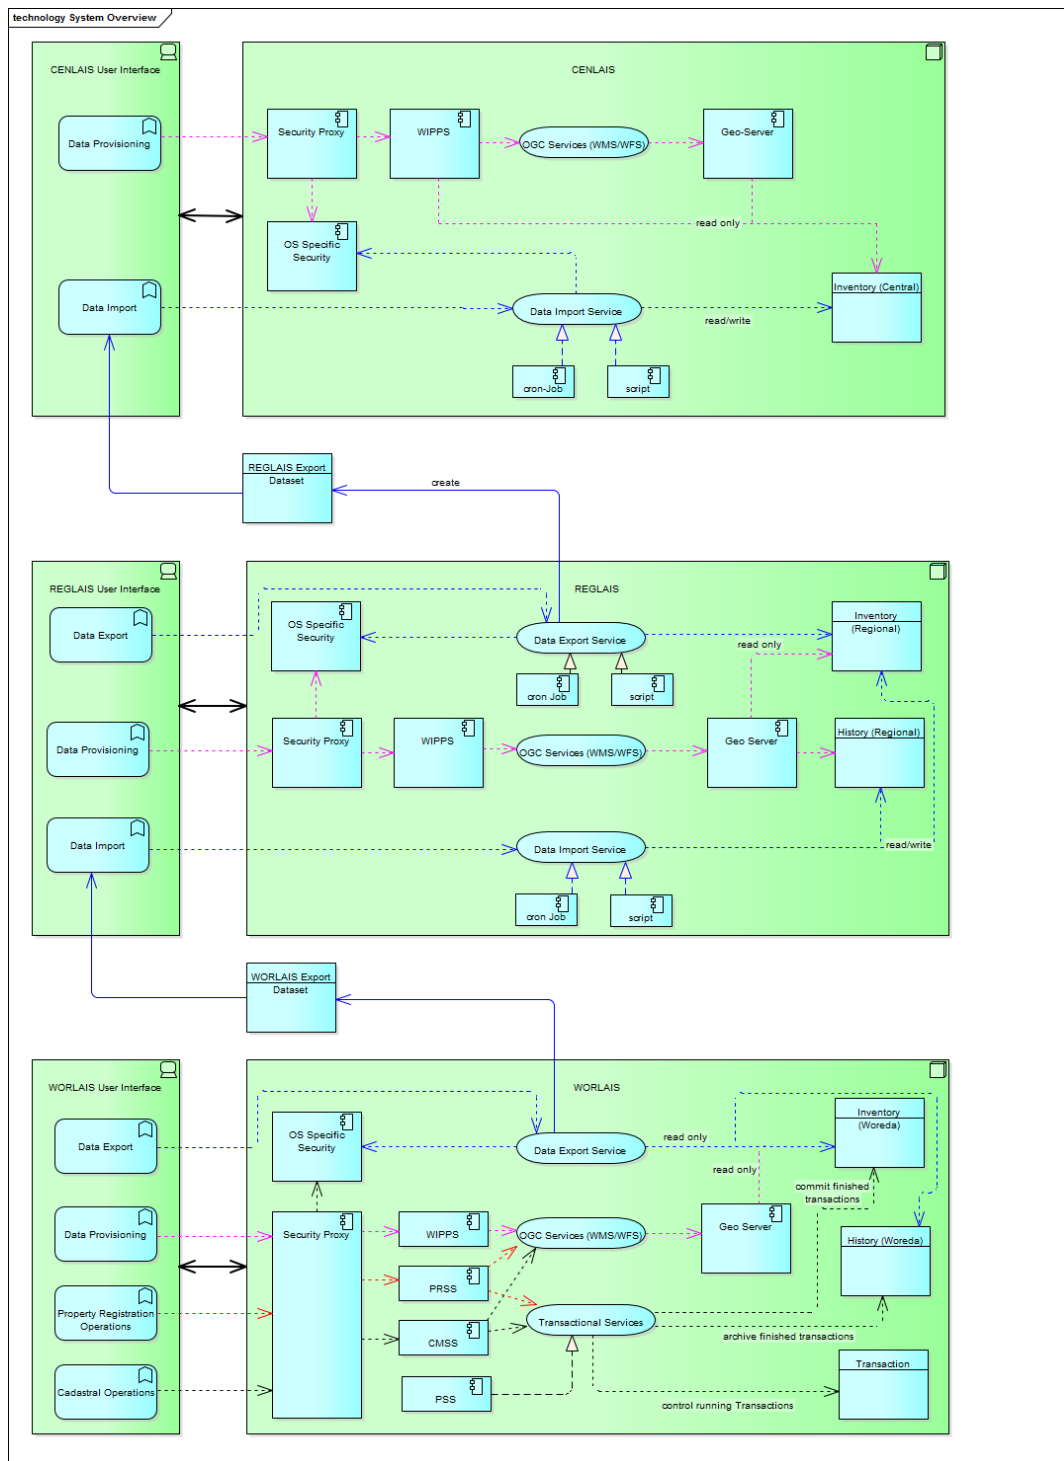 technology System Overview
CENLAIS User Interface
CENLAIS
Data Provisioning
Security Proxy
WIPPS
OGC Services (WMS/WFS)
Geo-Server
read only
OS Specific
Security
Inventory (Central)
Data Import
Data Import Service
read/write
cron-Job
script
REGLAIS Export
Dataset
create
REGLAIS User Interface
REGLAIS
Data Export
OS Specific
Security
Data Export Service
Inventory
(Regional)
read only
cron Job
script
Data Provisioning
Security Proxy
WIPPS
OGC Services (WMS/WFS)
Geo Server
History (Regional)
Data Import
Data Import Service
read/write
cron Job
script
WORLAIS Export
Dataset
WORLAIS User Interface
WORLAIS
Data Export
OS Specific
Security
Data Export Service
read only
Inventory
(Woreda)
read only
commit finished
transactions
Data Provisioning
Security Proxy
WIPPS
OGC Services (WMS/WFS)
Geo Server
History (Woreda)
PRSS
Property Registration
Operations
Transactional Services
CMSS
archive finished transactions
Transaction
Cadastral Operations
PSS
control running Transactions